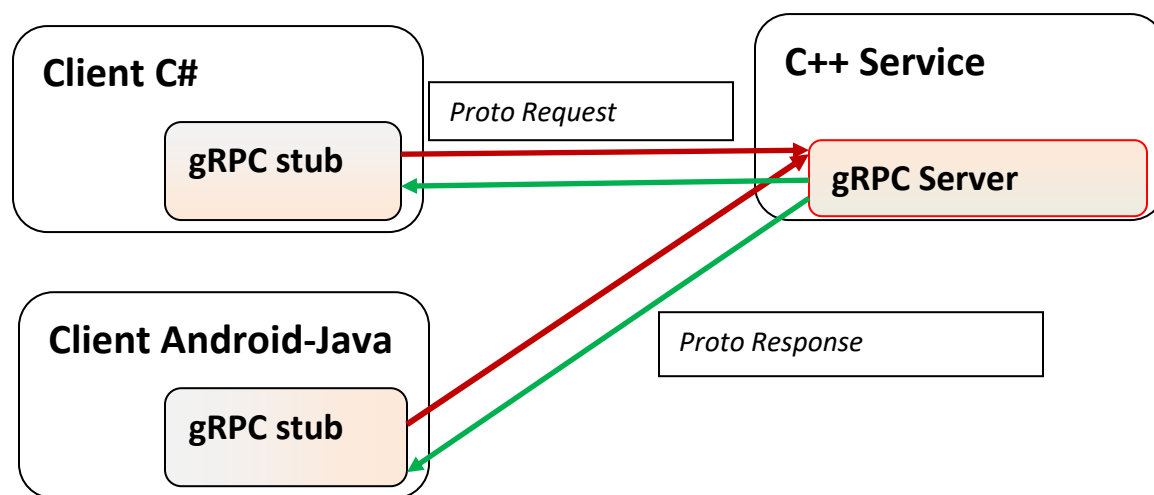 Client C#
gRPC stub
Proto Request
C++ Service
gRPC Server
Client Android-Java
gRPC stub
Proto Response